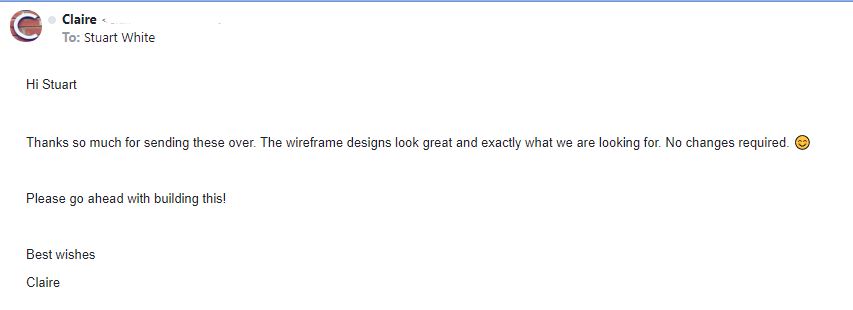 Claire
To: Stuart White
Hi Stuart
Thanks so much for sending these over. The wireframe designs look great and exactly what we are looking for. No changes required. 😊
Please go ahead with building this!
Best wishes
Claire